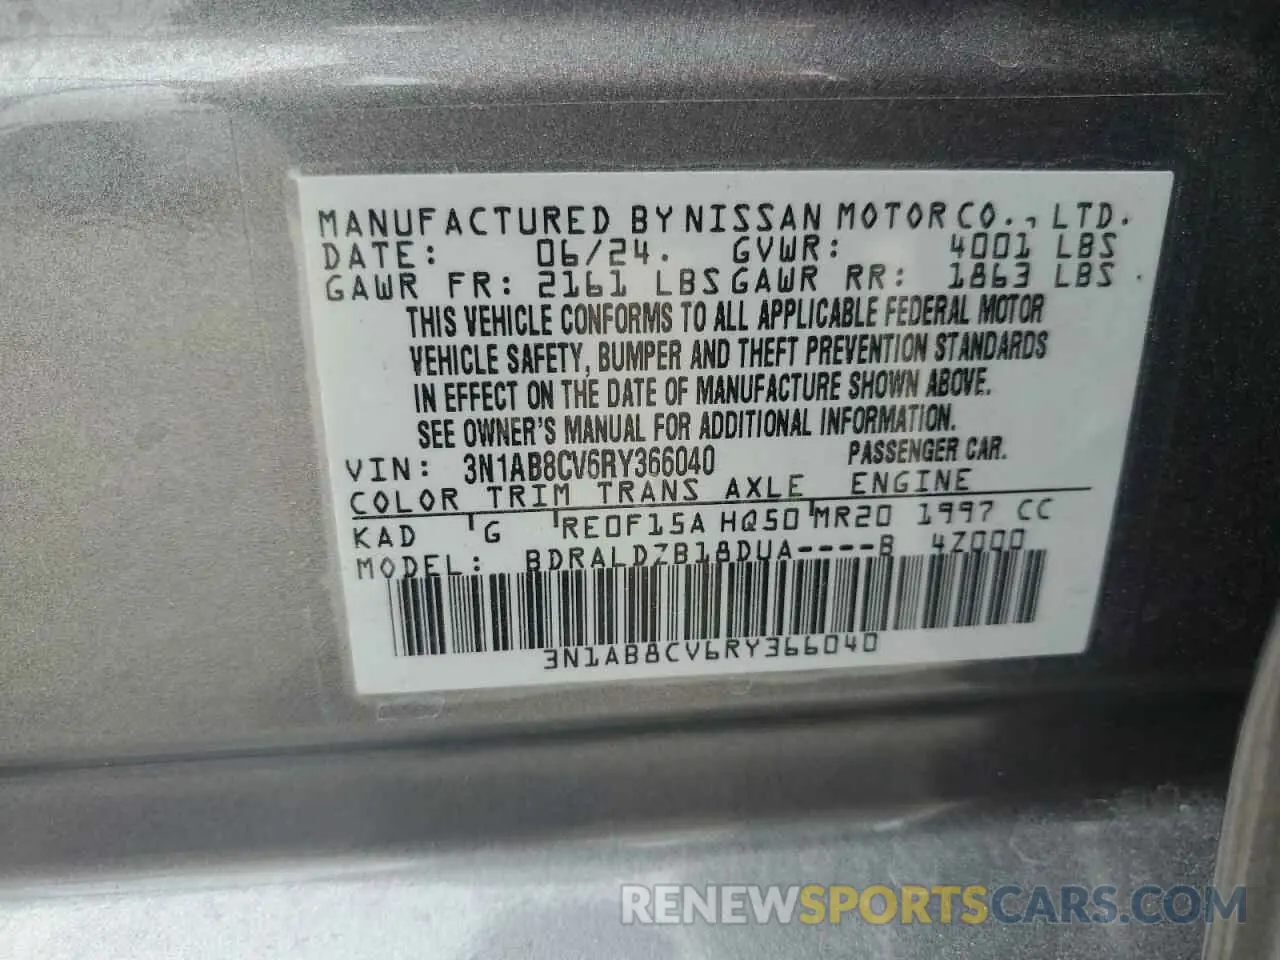 MANUFACTURED BY NISSAN MOTOR CO., LTD.
DATE: 06/24. GVWR: 4001 LBS
GAWR FR: 2161 LBS GAWR RR: 1863 LBS
THIS VEHICLE CONFORMS TO ALL APPLICABLE FEDERAL MOTOR
VEHICLE SAFETY, BUMPER AND THEFT PREVENTION STANDARDS
IN EFFECT ON THE DATE OF MANUFACTURE SHOWN ABOVE.
SEE OWNER'S MANUAL FOR ADDITIONAL INFORMATION.
VIN: 3N1AB8CV6RY366040 PASSENGER CAR.
COLOR TRIM TRANS AXLE ENGINE
KAD G RE0F15A HQ50 MR20 1997 CC
MODEL: BDRALDZB18DUA----B 4Z000
3N1AB8CV6RY366040
RENEWSPORTSCARS.COM